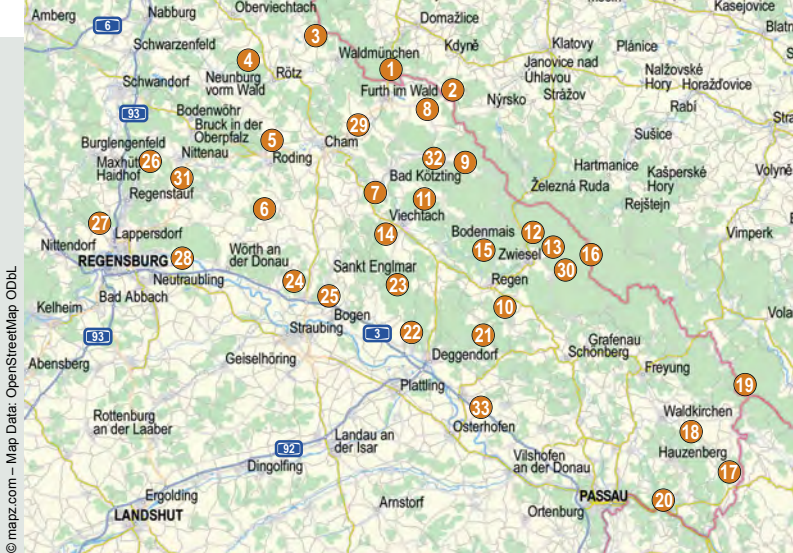 Oberviechtach
Kasejovice
Amberg
6
Nabburg
Domažlice
Blatn
3
Schwarzenfeld
Waldmünchen
Kdyně
Klatovy
Plánice
4
1
Janovice nad
Úhlavou
Nalžovské
Hory
Horažďovice
Schwandorf
Neunburg
vorm Wald
Rötz
Furth im Wald
2
Nýrsko
Strážov
Rabí
93
Bodenwöhr
8
Stra
Bruck in der
Oberpfalz
29
Sušice
Burglengenfeld
5
Cham
Maxhütt
Haidhof
26
Nittenau
Roding
32
9
Hartmanice
Kašperské
Hory
Volyně
31
Bad Kötzting
Železná Ruda
Regenstauf
7
11
Rejštejn
6
Viechtach
27
Lappersdorf
14
Bodenmais
12
Vimperk
Nittendorf
Wörth an
der Donau
15
Zwiesel
13
16
REGENSBURG
28
Sankt Englmar
30
Neutraubling
24
23
Regen
Bad Abbach
25
10
Kelheim
Bogen
Vola
Straubing
3
22
21
93
Grafenau
Schönberg
Abensberg
Geiselhöring
Deggendorf
Freyung
Plattling
19
33
Waldkirchen
Rottenburg
an der Laaber
Osterhofen
18
Landau an
der Isar
92
Hauzenberg
Vilshofen
an der Donau
17
Dingolfing
Ergolding
Arnstorf
PASSAU
20
LANDSHUT
Ortenburg
© mapz.com – Map Data: OpenStreetMap ODbL